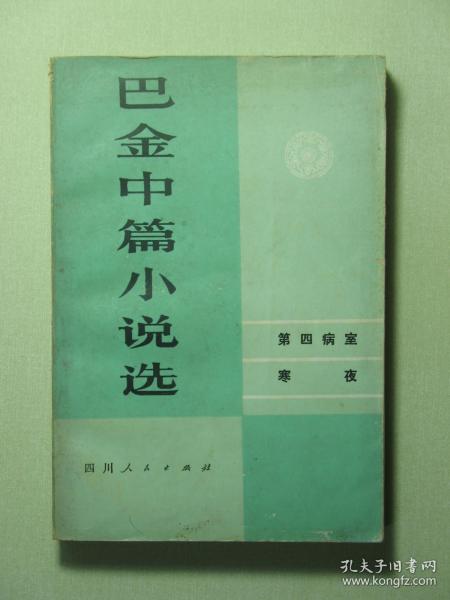 巴金中篇小说选
第四病室
寒夜
四川人民出版社
孔夫子旧书网
www.kongfz.com